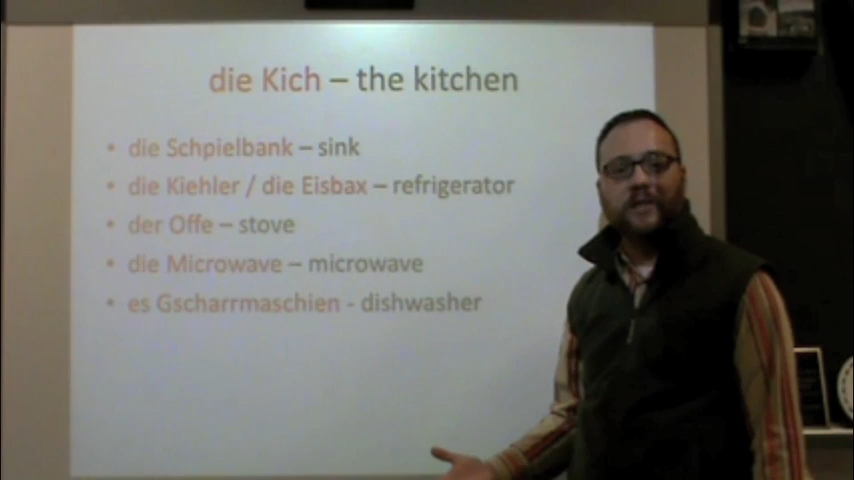 die Kich – the kitchen
• die Schpielbank – sink
• die Kiehler / die Eisbax – refrigerator
• der Offe – stove
• die Microwave – microwave
• es Gscharrmaschien - dishwasher